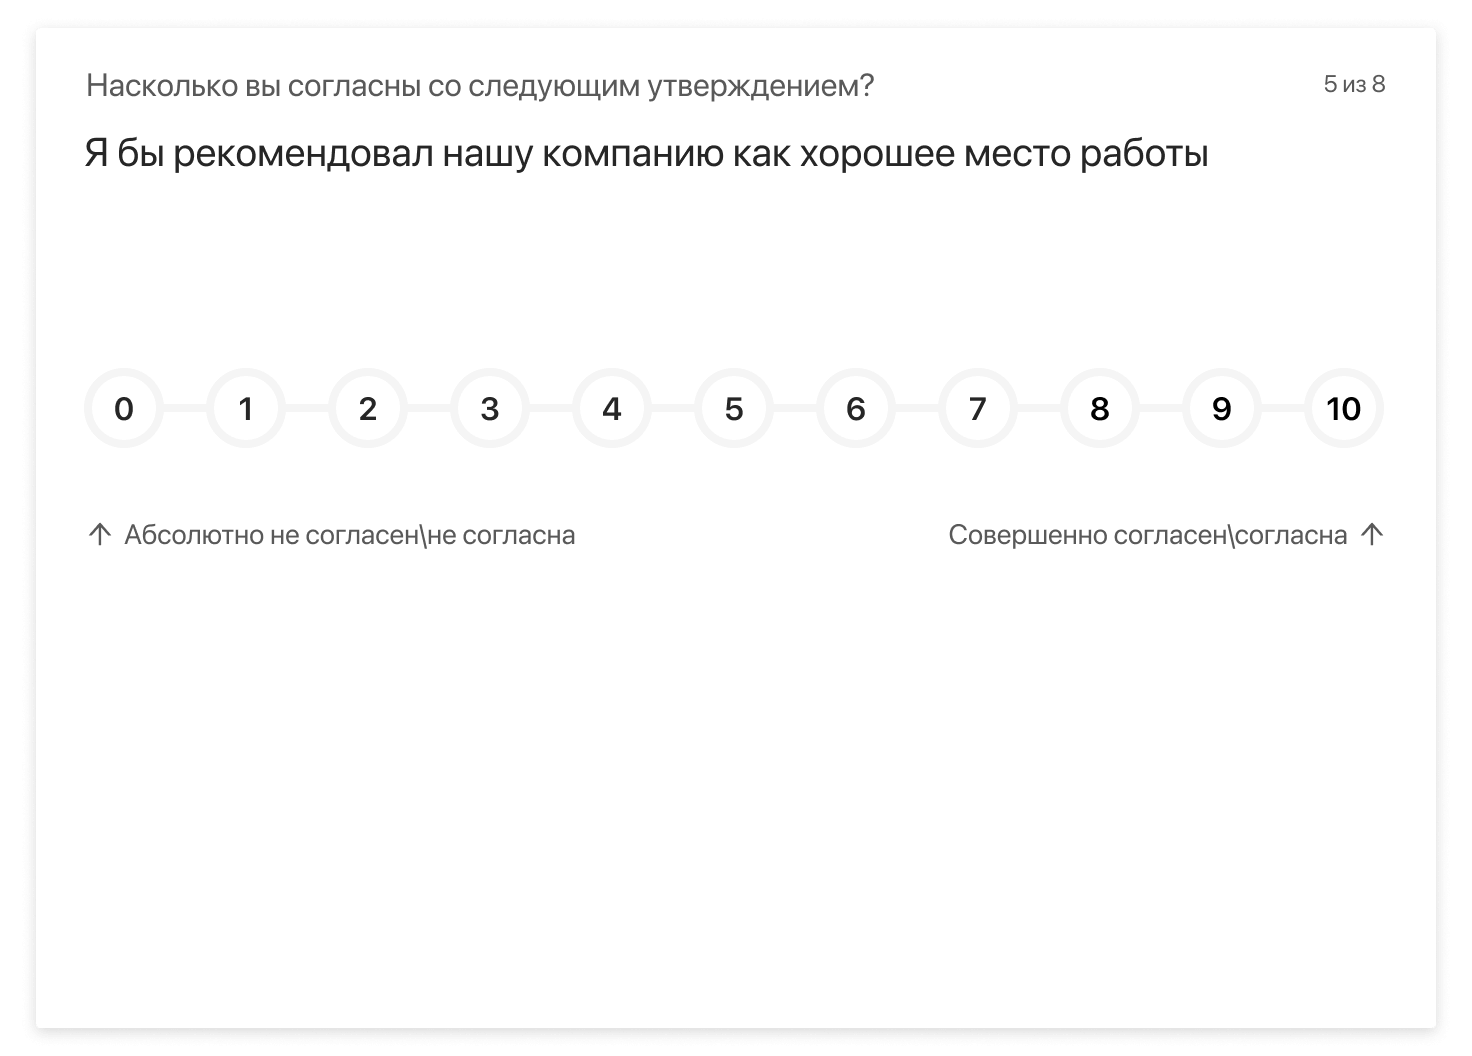 Насколько вы согласны со следующим утверждением?
5 из 8
Я бы рекомендовал нашу компанию как хорошее место работы
0 1 2 3 4 5 6 7 8 9 10
↑ Абсолютно не согласен\не согласна
Совершенно согласен\согласна ↑